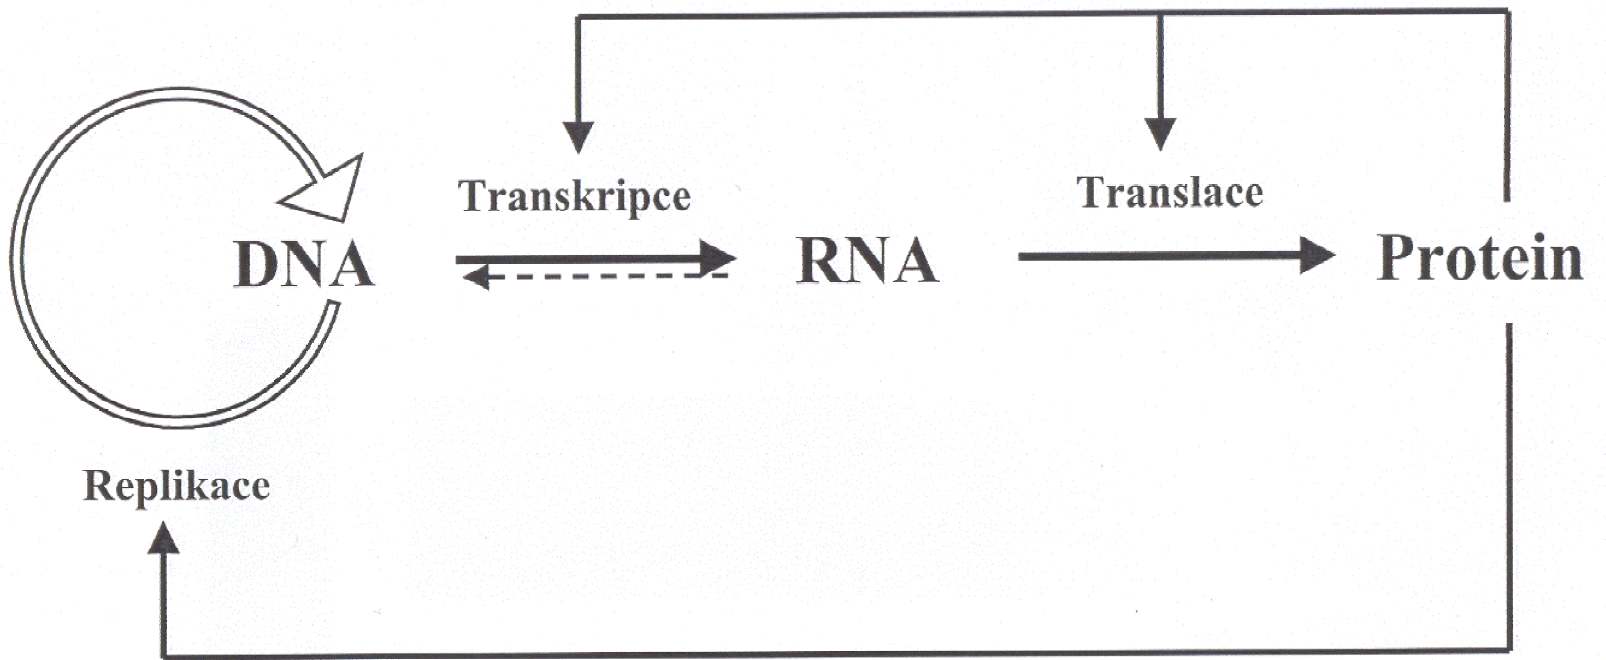 Transkripce
Translace
DNA
RNA
Protein
Replikace